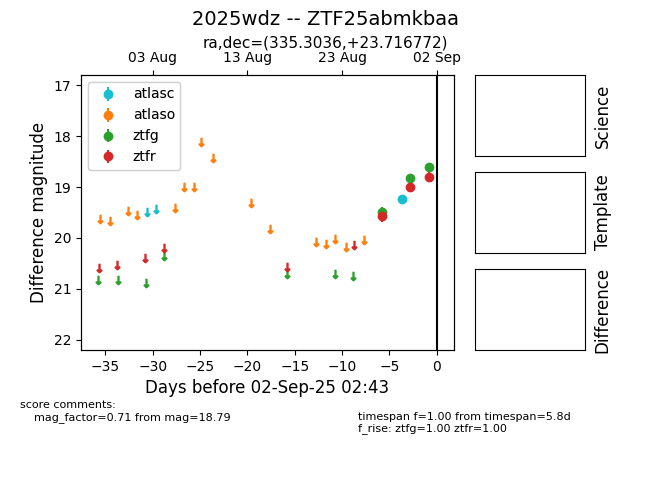 2025wdz -- ZTF25abmkbaa
ra,dec=(335.3036,+23.716772)
03 Aug 13 Aug 23 Aug 02 Sep
atlasc
atlaso
ztfg
ztfr
17
18
19
20
21
22
Difference magnitude
−35 −30 −25 −20 −15 −10 −5 0
Days before 02-Sep-25 02:43
Science
Template
Difference
score comments:
mag_factor=0.71 from mag=18.79
timespan f=1.00 from timespan=5.8d
f_rise: ztfg=1.00 ztfr=1.00